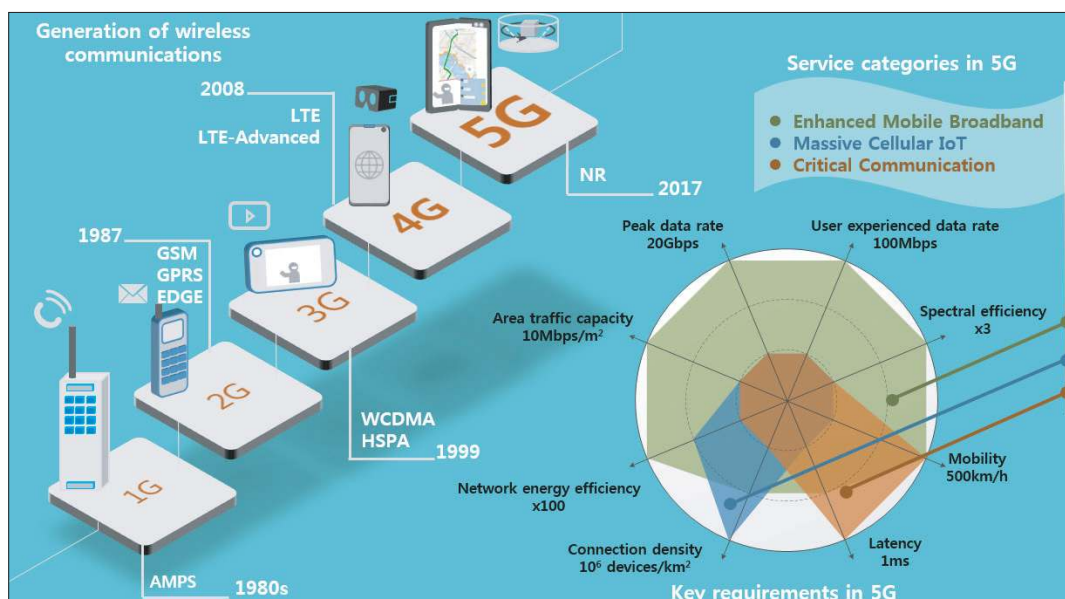 Generation of wireless
communications
2008
LTE
LTE-Advanced
5G
NR
2017
4G
1987
GSM
GPRS
EDGE
3G
WCDMA
HSPA
1999
2G
1G
AMPS
1980s
Service categories in 5G
Enhanced Mobile Broadband
Massive Cellular IoT
Critical Communication
Peak data rate
20Gbps
User experienced data rate
100Mbps
Area traffic capacity
10Mbps/m²
Spectral efficiency
x3
Network energy efficiency
x100
Mobility
500km/h
Connection density
10⁶ devices/km²
Latency
1ms
Key requirements in 5G